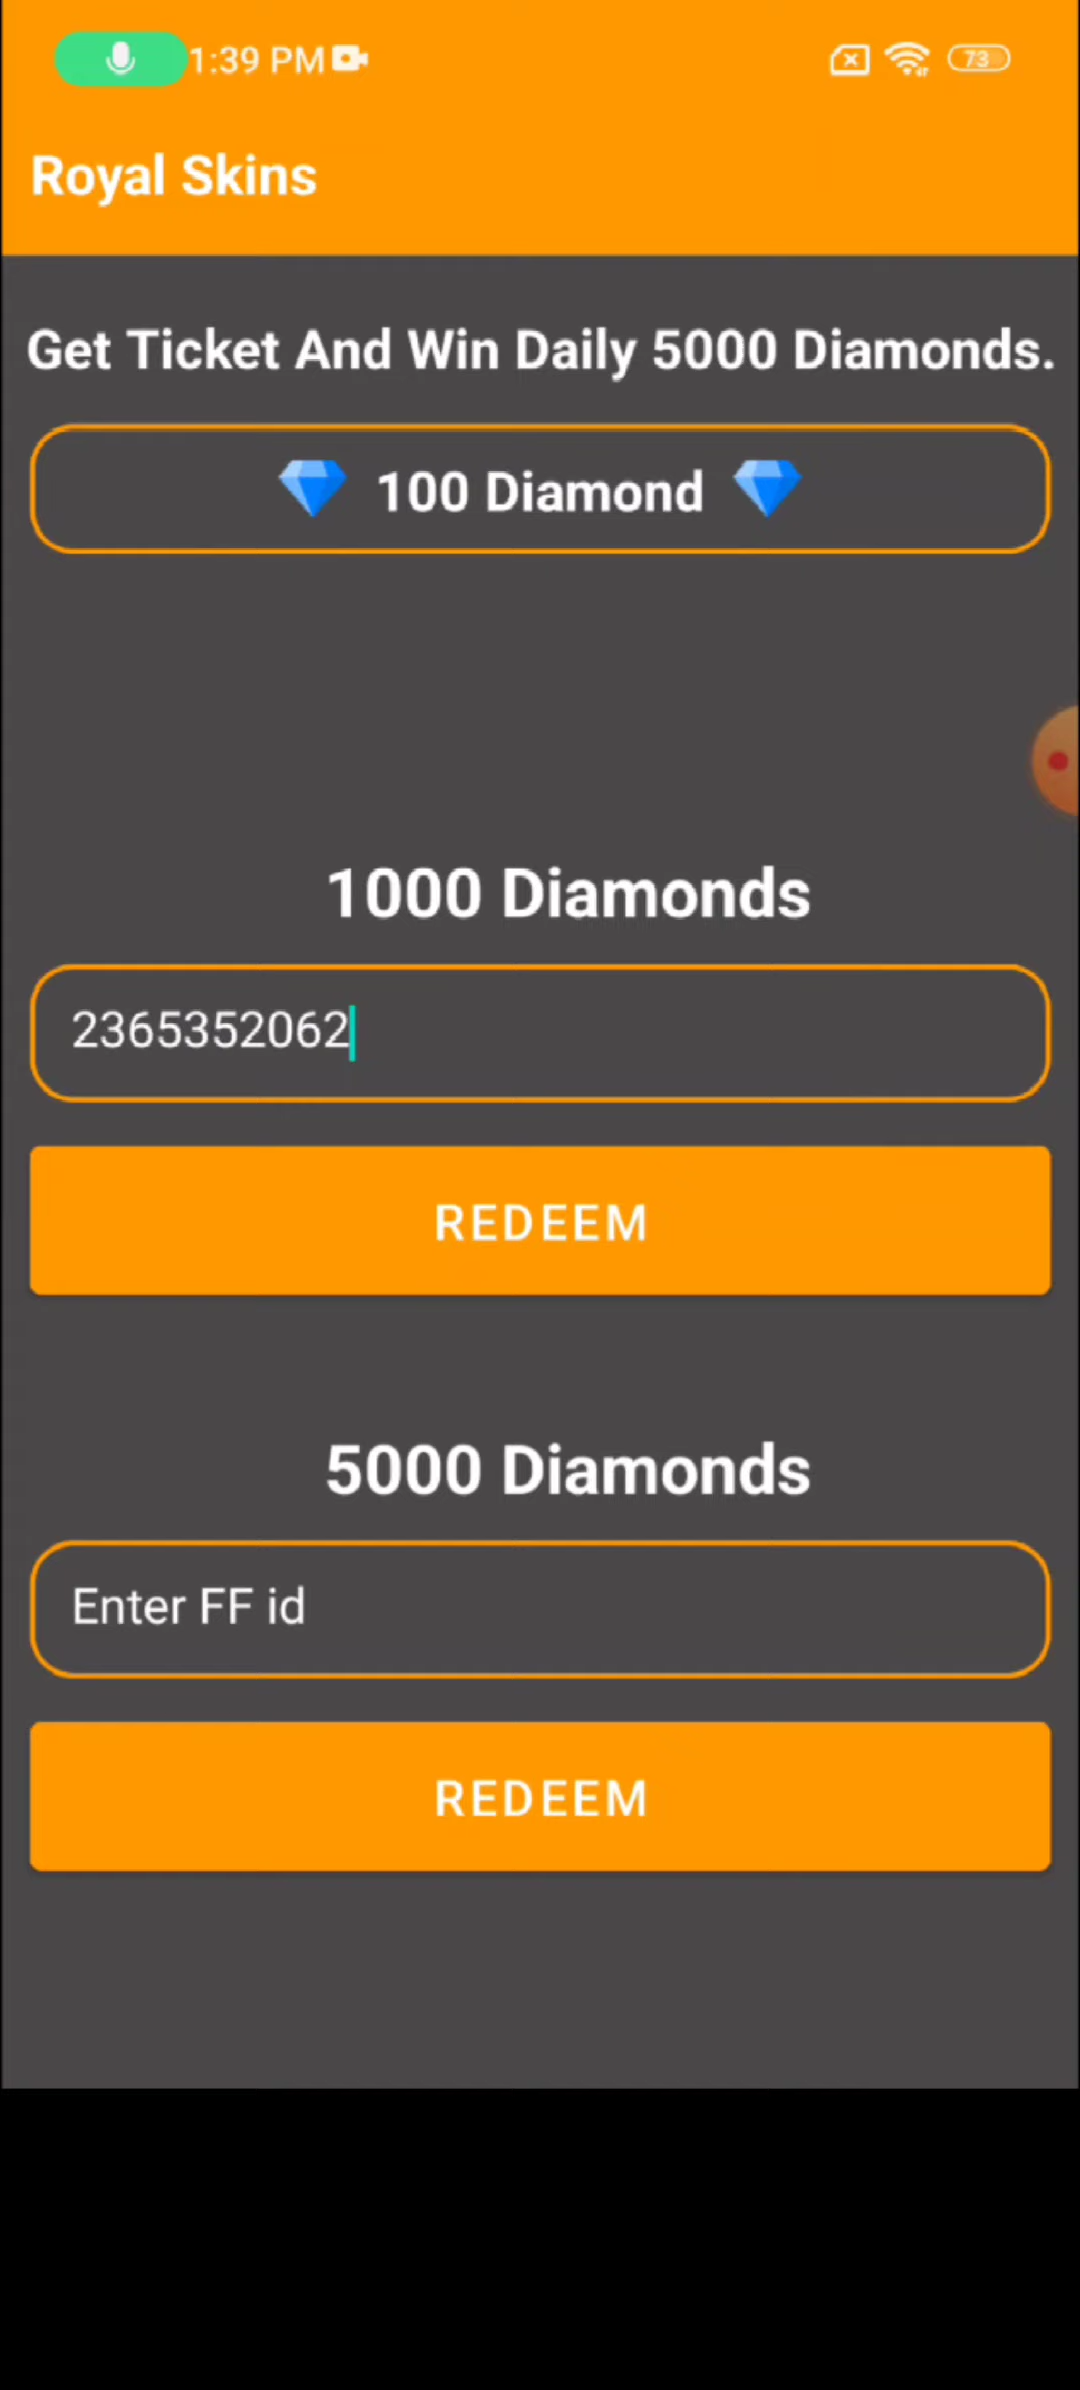 1:39 PM
73
Royal Skins
Get Ticket And Win Daily 5000 Diamonds.
100 Diamond
1000 Diamonds
2365352062
REDEEM
5000 Diamonds
Enter FF id
REDEEM